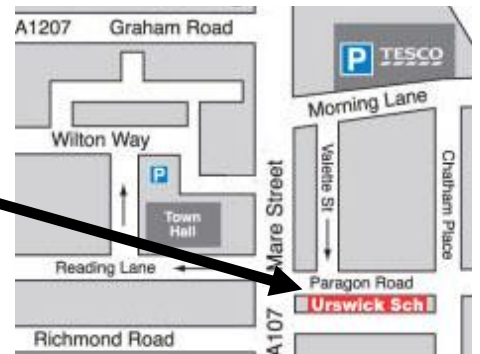 A1207 Graham Road
P TESCO
Morning Lane
Wilton Way
P
Valette St
Chatham Place
Mare Street
Town
Hall
Reading Lane
Paragon Road
Urswick Sch
A107
Richmond Road